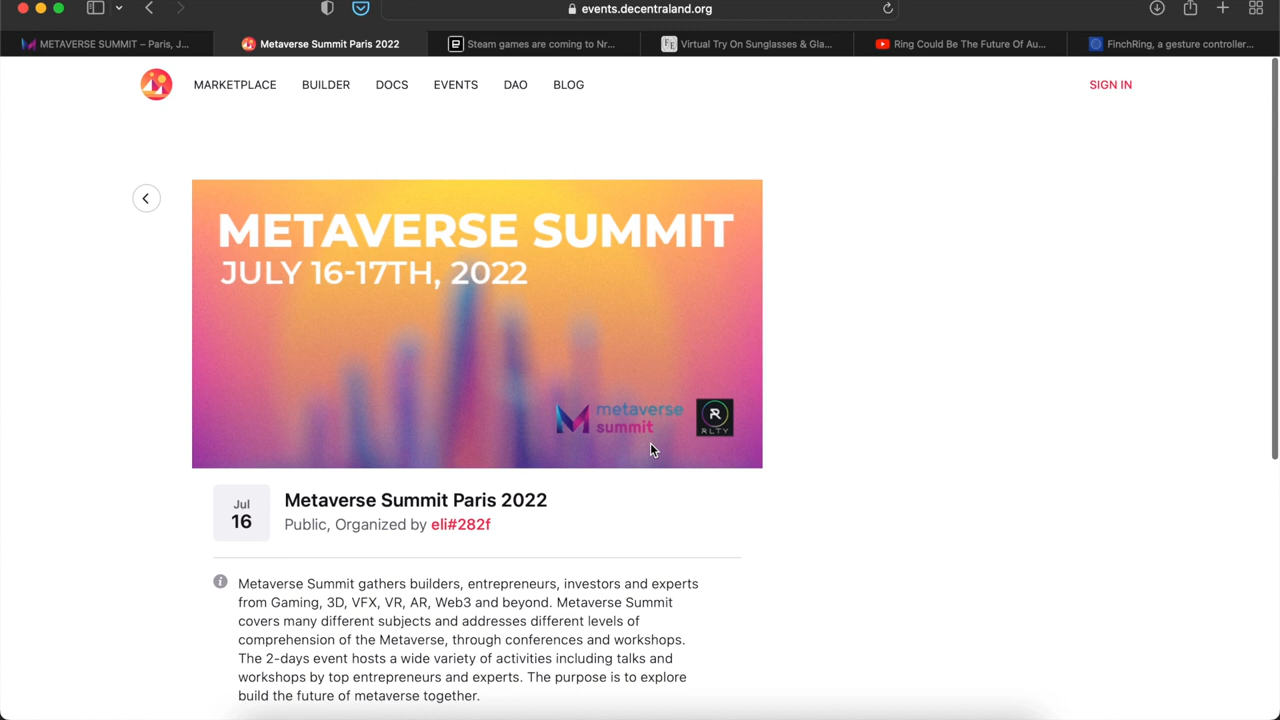 events.decentraland.org
METAVERSE SUMMIT – Paris, J...
Metaverse Summit Paris 2022
Steam games are coming to Nr...
Virtual Try On Sunglasses & Gla...
Ring Could Be The Future Of Au...
FinchRing, a gesture controller...
MARKETPLACE BUILDER DOCS EVENTS DAO BLOG SIGN IN
METAVERSE SUMMIT
JULY 16-17TH, 2022
metaverse
summit
RLTY
Jul
16
Metaverse Summit Paris 2022
Public, Organized by eli#282f
Metaverse Summit gathers builders, entrepreneurs, investors and experts
from Gaming, 3D, VFX, VR, AR, Web3 and beyond. Metaverse Summit
covers many different subjects and addresses different levels of
comprehension of the Metaverse, through conferences and workshops.
The 2-days event hosts a wide variety of activities including talks and
workshops by top entrepreneurs and experts. The purpose is to explore
build the future of metaverse together.